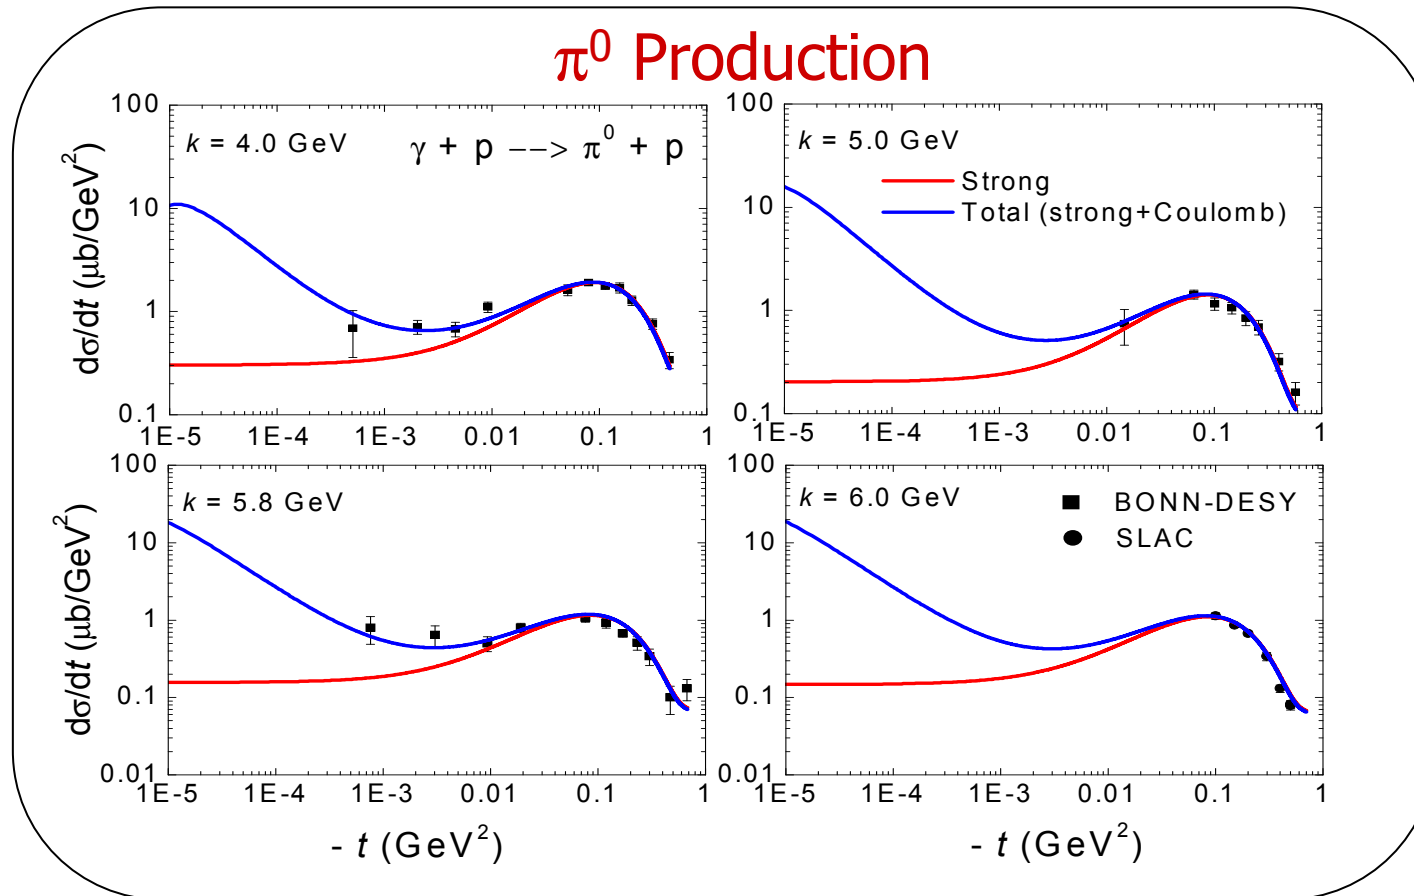 π⁰ Production
k = 4.0 GeV
γ + p −−> π⁰ + p
dσ/dt (μb/GeV²)
100
10
1
0.1
1E-5 1E-4 1E-3 0.01 0.1 1
k = 5.0 GeV
Strong
Total (strong+Coulomb)
100
10
1
0.1
1E-5 1E-4 1E-3 0.01 0.1 1
k = 5.8 GeV
dσ/dt (μb/GeV²)
100
10
1
0.1
0.01
1E-5 1E-4 1E-3 0.01 0.1 1
- t (GeV²)
k = 6.0 GeV
BONN-DESY
SLAC
100
10
1
0.1
0.01
1E-5 1E-4 1E-3 0.01 0.1 1
- t (GeV²)